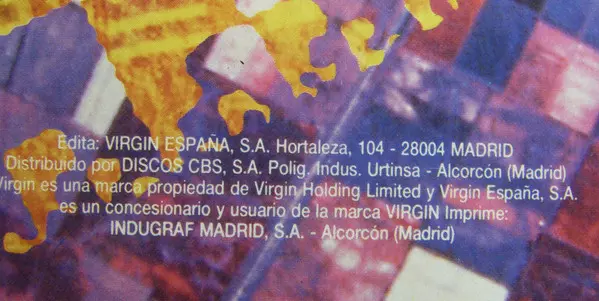 Edita: VIRGIN ESPAÑA, S.A. Hortaleza, 104 - 28004 MADRID
Distribuido por DISCOS CBS, S.A. Polig. Indus. Urtinsa - Alcorcón (Madrid)
Virgin es una marca propiedad de Virgin Holding Limited y Virgin España, S.A.
es un concesionario y usuario de la marca VIRGIN Imprime:
INDUGRAF MADRID, S.A. - Alcorcón (Madrid)